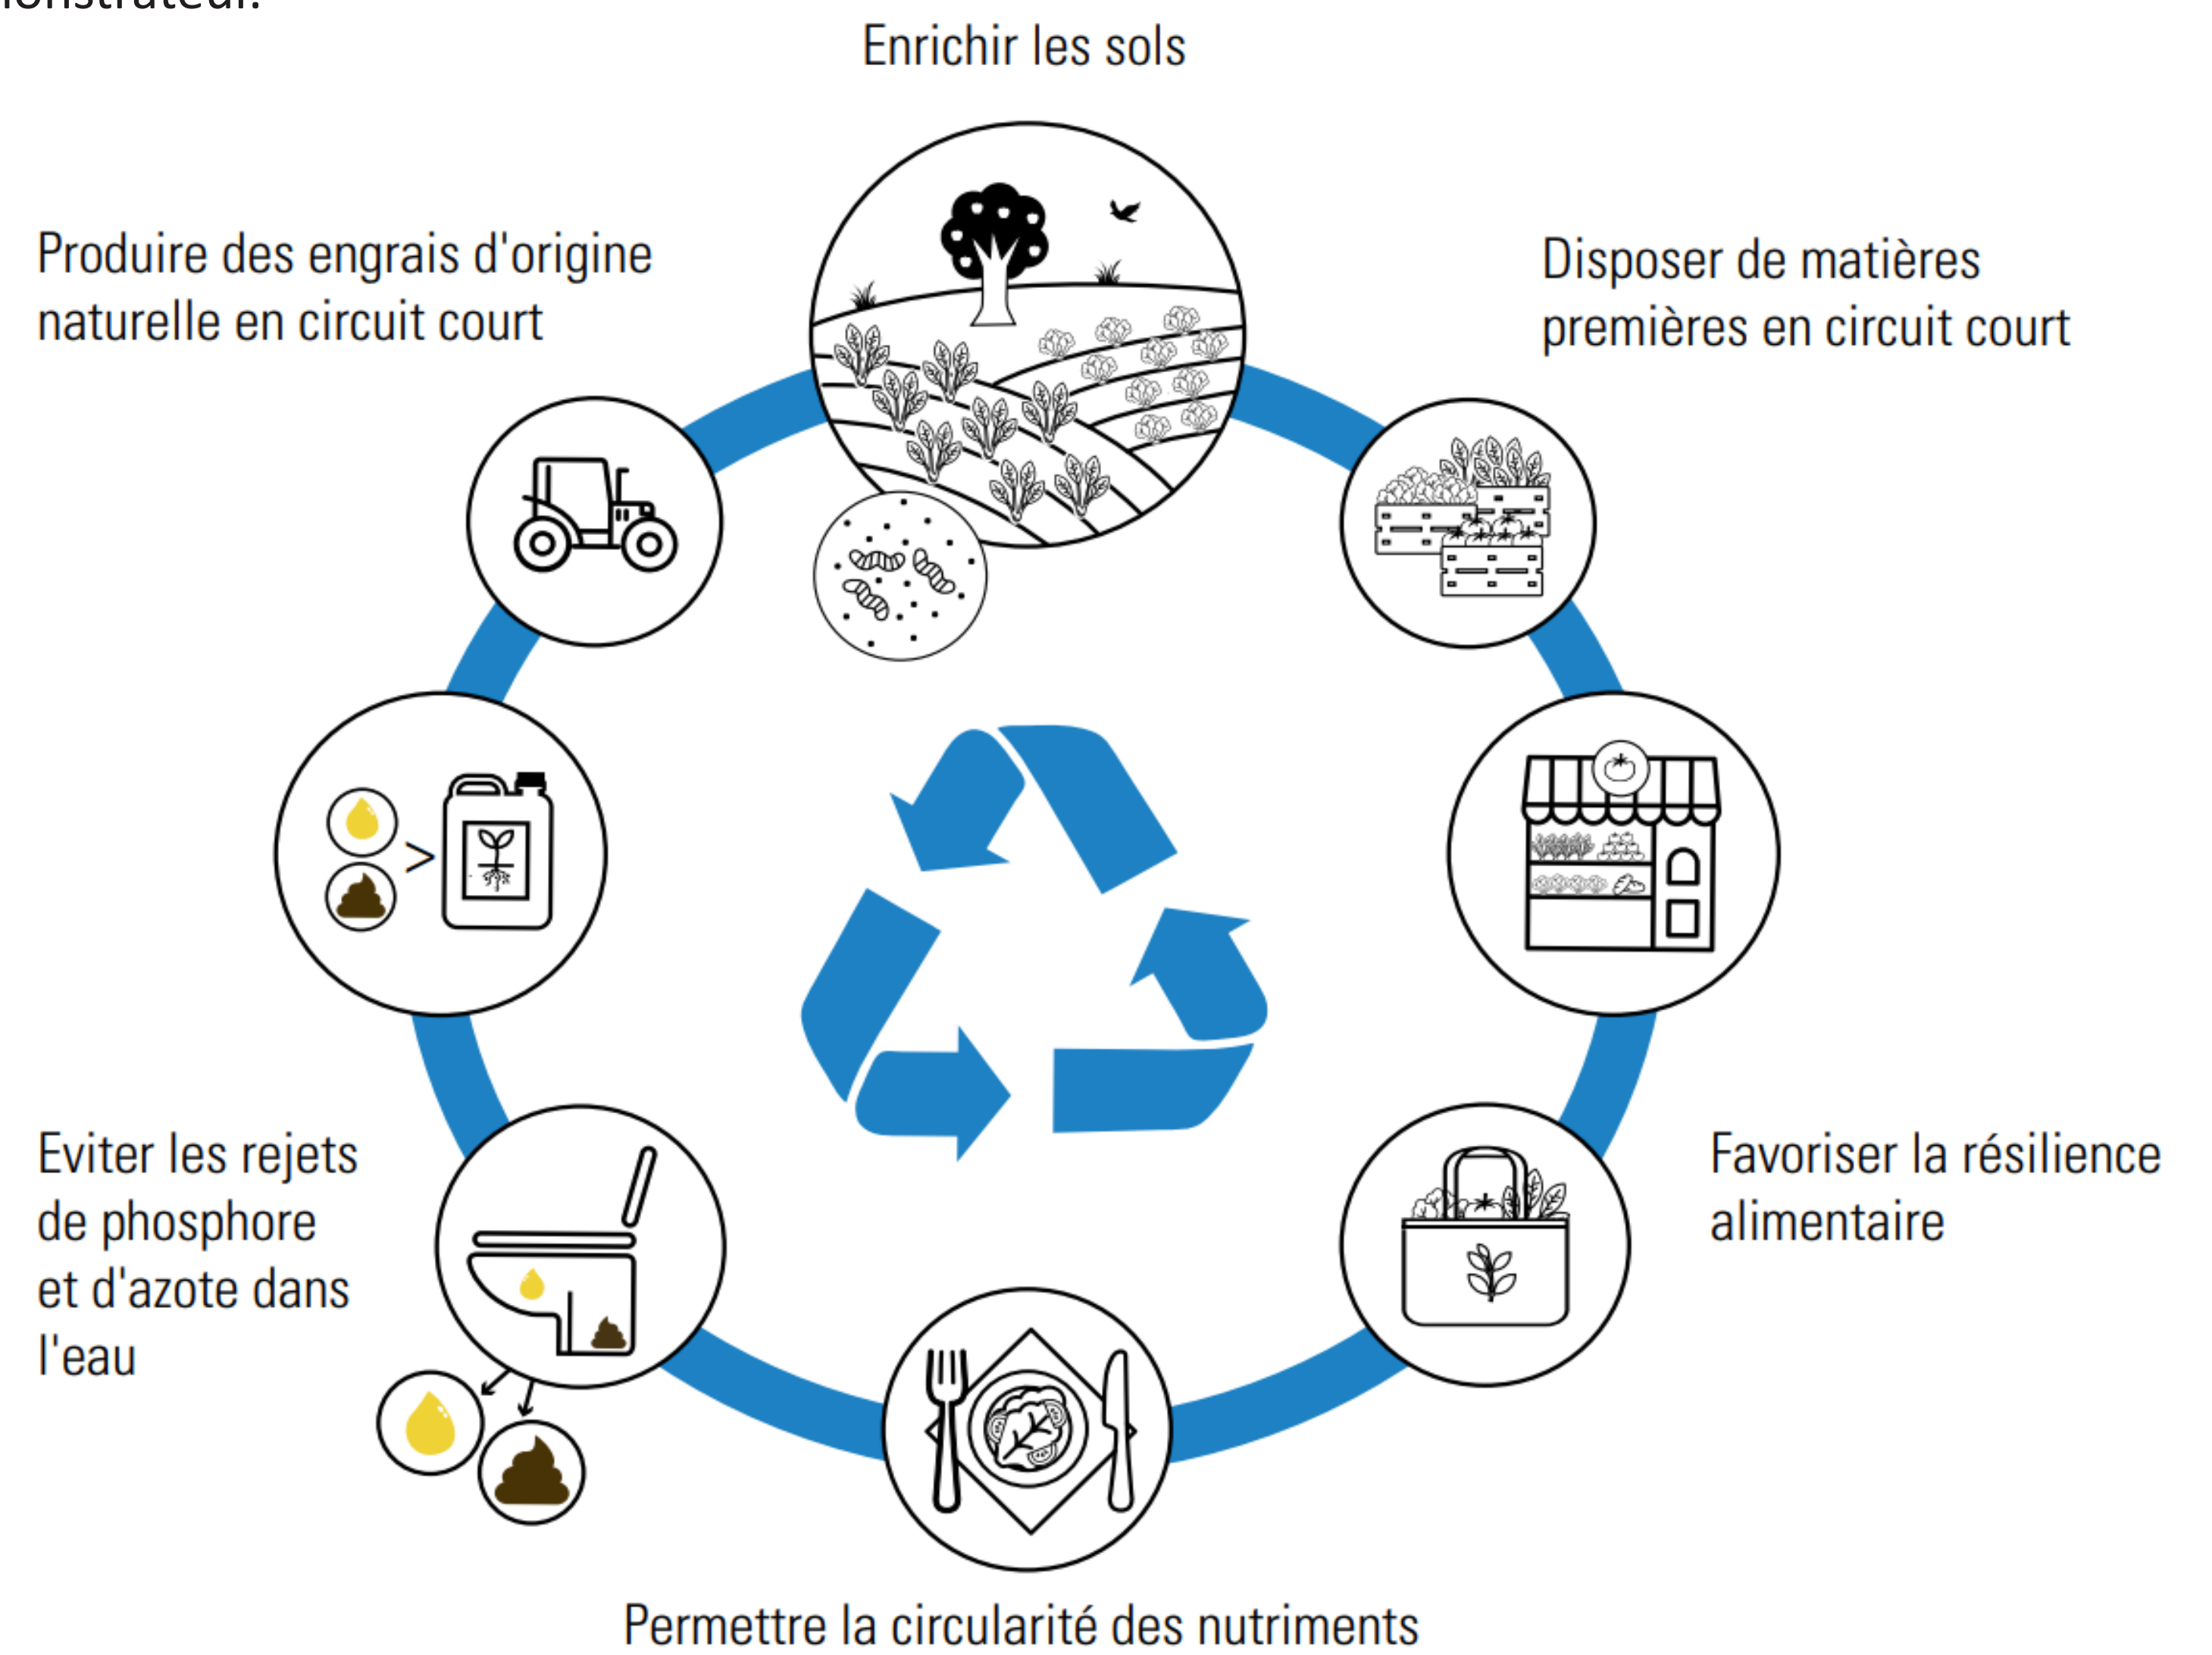 Enrichir les sols
Produire des engrais d'origine
naturelle en circuit court
Disposer de matières
premières en circuit court
>
Eviter les rejets
de phosphore
et d'azote dans
l'eau
Favoriser la résilience
alimentaire
Permettre la circularité des nutriments